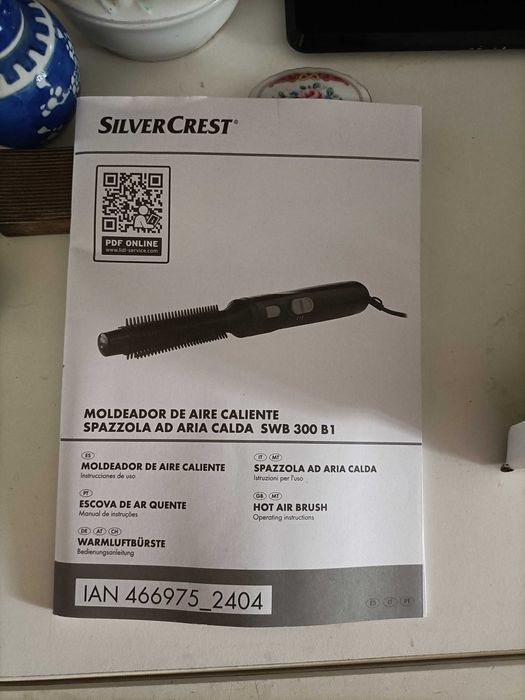 SILVERCREST®
PDF ONLINE
www.lidl-service.com
MOLDEADOR DE AIRE CALIENTE
SPAZZOLA AD ARIA CALDA SWB 300 B1
ES
MOLDEADOR DE AIRE CALIENTE
Instrucciones de uso
IT MT
SPAZZOLA AD ARIA CALDA
Istruzioni per l'uso
PT
ESCOVA DE AR QUENTE
Manual de instruções
GB MT
HOT AIR BRUSH
Operating instructions
DE AT CH
WARMLUFTBÜRSTE
Bedienungsanleitung
IAN 466975_2404
ES IT PT